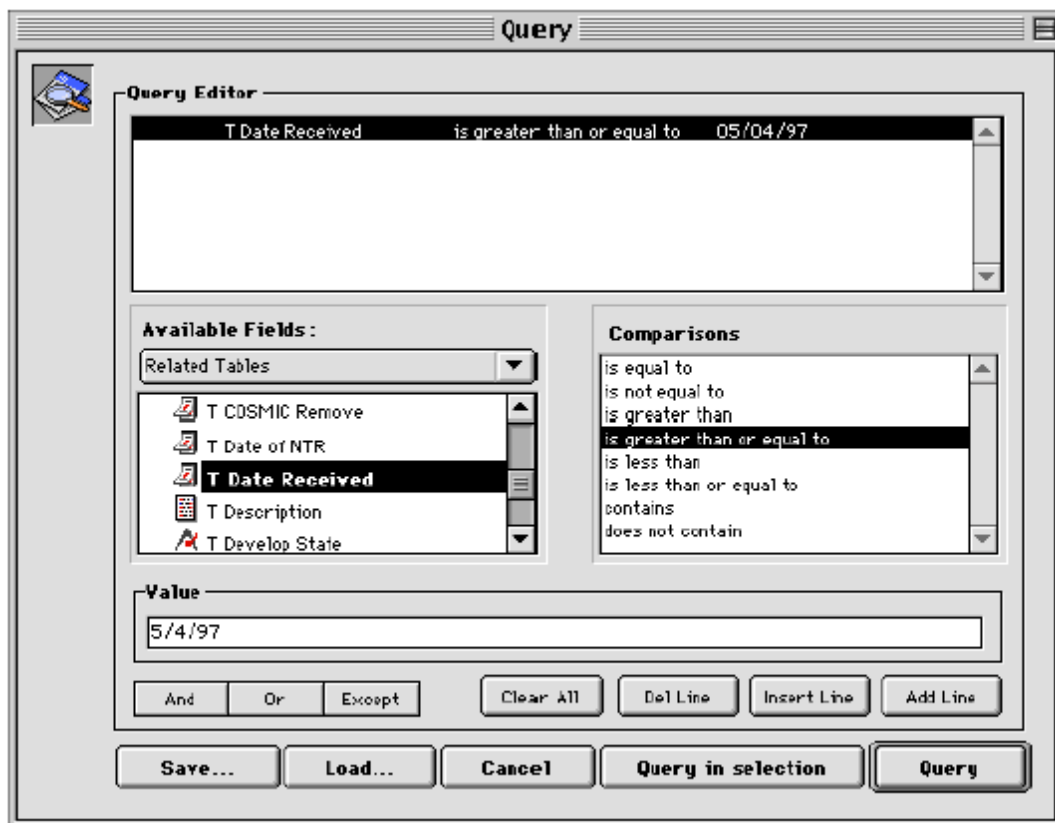 Query
Query Editor
T Date Received is greater than or equal to 05/04/97
Available Fields:
Related Tables
T COSMIC Remove
T Date of NTR
T Date Received
T Description
T Develop State
Comparisons
is equal to
is not equal to
is greater than
is greater than or equal to
is less than
is less than or equal to
contains
does not contain
Value
5/4/97
And Or Except Clear All Del Line Insert Line Add Line
Save... Load... Cancel Query in selection Query